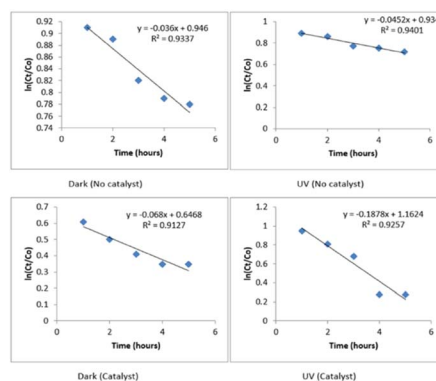 y = -0.036x + 0.946
R² = 0.9337
ln(Ct/Co)
0.92
0.9
0.88
0.86
0.84
0.82
0.8
0.78
0.76
0.74
0 2 4 6
Time (hours)
Dark (No catalyst)
y = -0.0452x + 0.934
R² = 0.9401
ln(Ct/Co)
1
0.8
0.6
0.4
0.2
0
0 2 4 6
Time (hours)
UV (No catalyst)
y = -0.068x + 0.6468
R² = 0.9127
ln(Ct/Co)
0.7
0.6
0.5
0.4
0.3
0.2
0.1
0
0 2 4 6
Time (hours)
Dark (Catalyst)
y = -0.1878x + 1.1624
R² = 0.9257
ln(Ct/Co)
1.2
1
0.8
0.6
0.4
0.2
0
0 2 4 6
Time (hours)
UV (Catalyst)